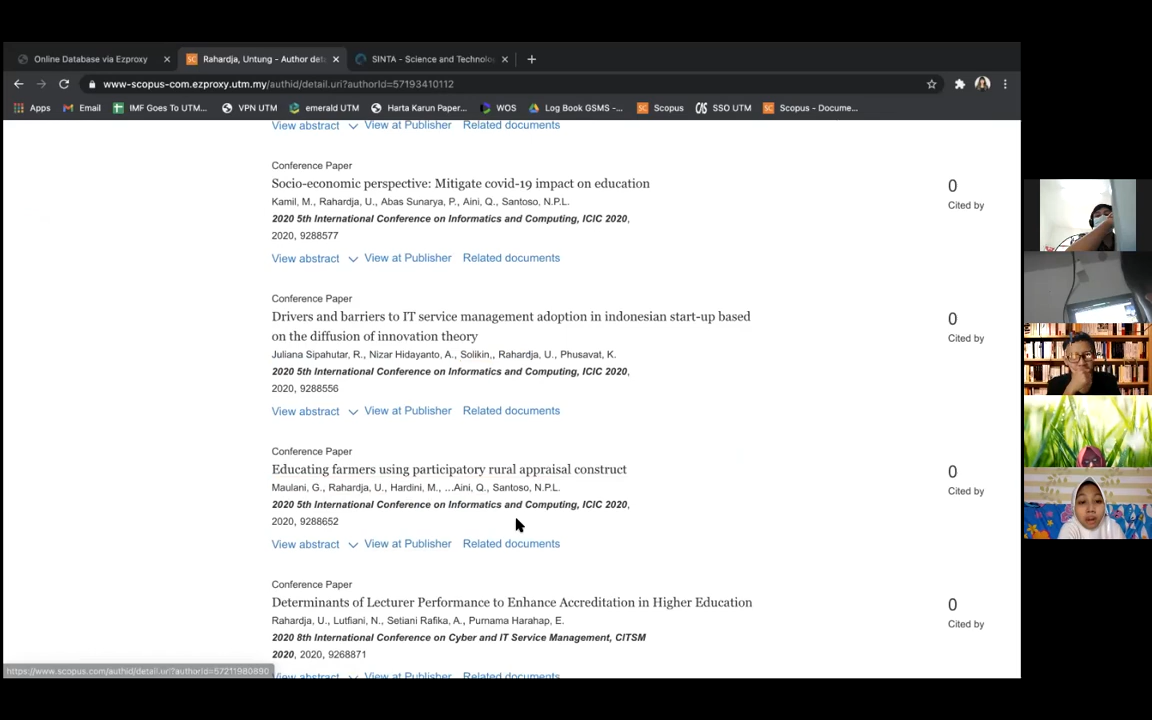 Online Database via Ezproxy
Rahardja, Untung - Author det
SINTA - Science and Technolo
www-scopus-com.ezproxy.utm.my/authid/detail.uri?authorId=57193410112
Apps
Email
IMF Goes To UTM...
VPN UTM
emerald UTM
Harta Karun Paper...
WOS
Log Book GSMS -...
Scopus
SSO UTM
Scopus - Docume...
View abstract View at Publisher Related documents
Conference Paper
Socio-economic perspective: Mitigate covid-19 impact on education
0
Kamil, M., Rahardja, U., Abas Sunarya, P., Aini, Q., Santoso, N.P.L.
Cited by
2020 5th International Conference on Informatics and Computing, ICIC 2020,
2020, 9288577
View abstract View at Publisher Related documents
Conference Paper
Drivers and barriers to IT service management adoption in indonesian start-up based
0
on the diffusion of innovation theory
Cited by
Juliana Sipahutar, R., Nizar Hidayanto, A., Solikin,, Rahardja, U., Phusavat, K.
2020 5th International Conference on Informatics and Computing, ICIC 2020,
2020, 9288556
View abstract View at Publisher Related documents
Conference Paper
Educating farmers using participatory rural appraisal construct
0
Maulani, G., Rahardja, U., Hardini, M., ...Aini, Q., Santoso, N.P.L.
Cited by
2020 5th International Conference on Informatics and Computing, ICIC 2020,
2020, 9288652
View abstract View at Publisher Related documents
Conference Paper
Determinants of Lecturer Performance to Enhance Accreditation in Higher Education
0
Rahardja, U., Lutfiani, N., Setiani Rafika, A., Purnama Harahap, E.
Cited by
2020 8th International Conference on Cyber and IT Service Management, CITSM
2020, 2020, 9268871
View abstract View at Publisher Related documents
https://www.scopus.com/authid/detail.uri?authorId=57211980890